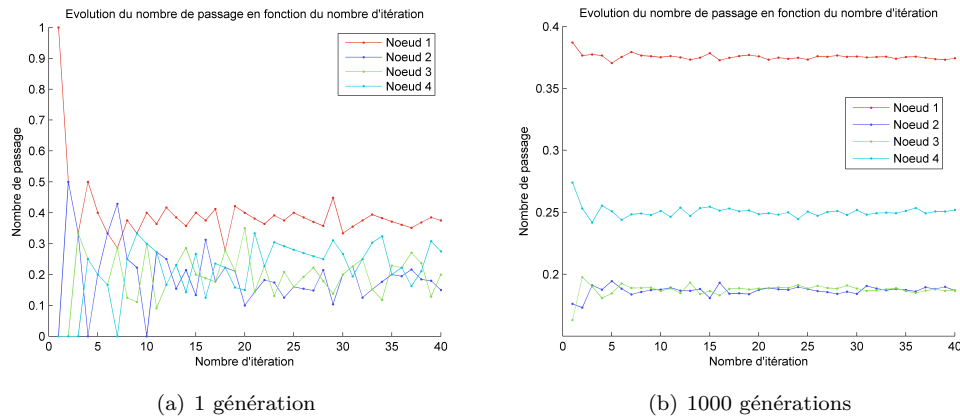 Evolution du nombre de passage en fonction du nombre d'itération
1
0.9
0.8
0.7
0.6
0.5
0.4
0.3
0.2
0.1
0
Nombre de passage
0 5 10 15 20 25 30 35 40
Nombre d'itération
Noeud 1
Noeud 2
Noeud 3
Noeud 4
(a) 1 génération
Evolution du nombre de passage en fonction du nombre d'itération
0.4
0.35
0.3
0.25
0.2
Nombre de passage
0 5 10 15 20 25 30 35 40
Nombre d'itération
Noeud 1
Noeud 2
Noeud 3
Noeud 4
(b) 1000 générations